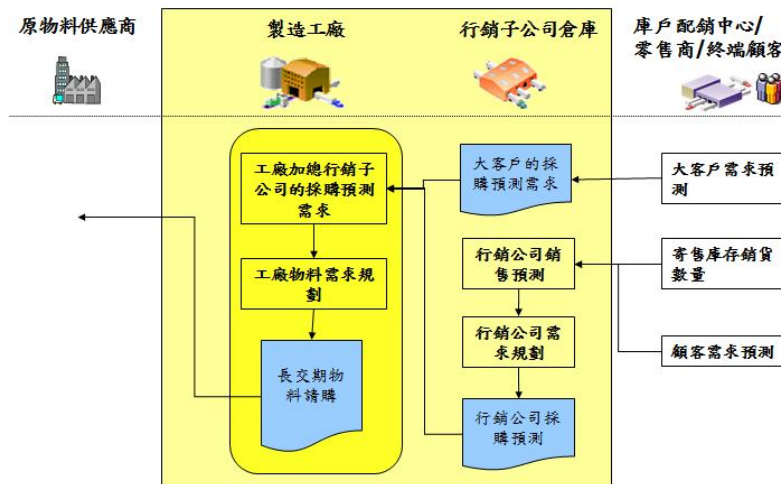 原物料供應商
製造工廠
行銷子公司倉庫
庫戶配銷中心/
零售商/終端顧客
工廠加總行銷子
公司的採購預測
需求
大客戶的採
購預測需求
大客戶需求預
測
工廠物料需求規
劃
行銷公司銷
售預測
寄售庫存銷貨
數量
行銷公司需
求規劃
顧客需求預測
長交期物
料請購
行銷公司採
購預測